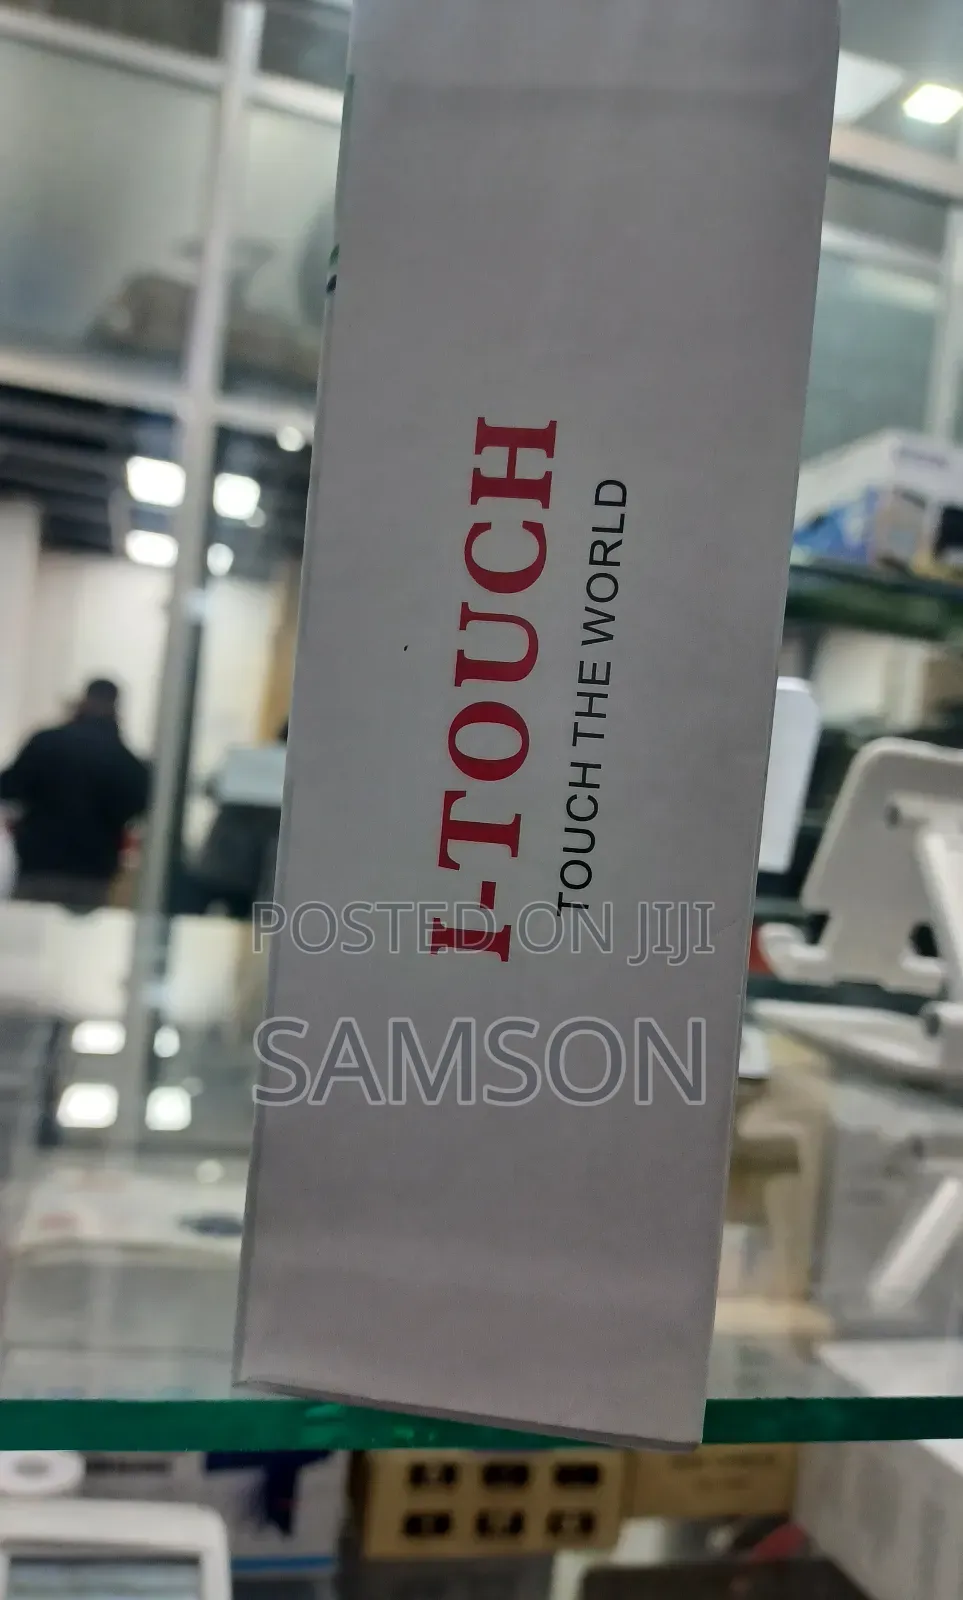 I-TOUCH
TOUCH THE WORLD
POSTED ON JIJI
SAMSON